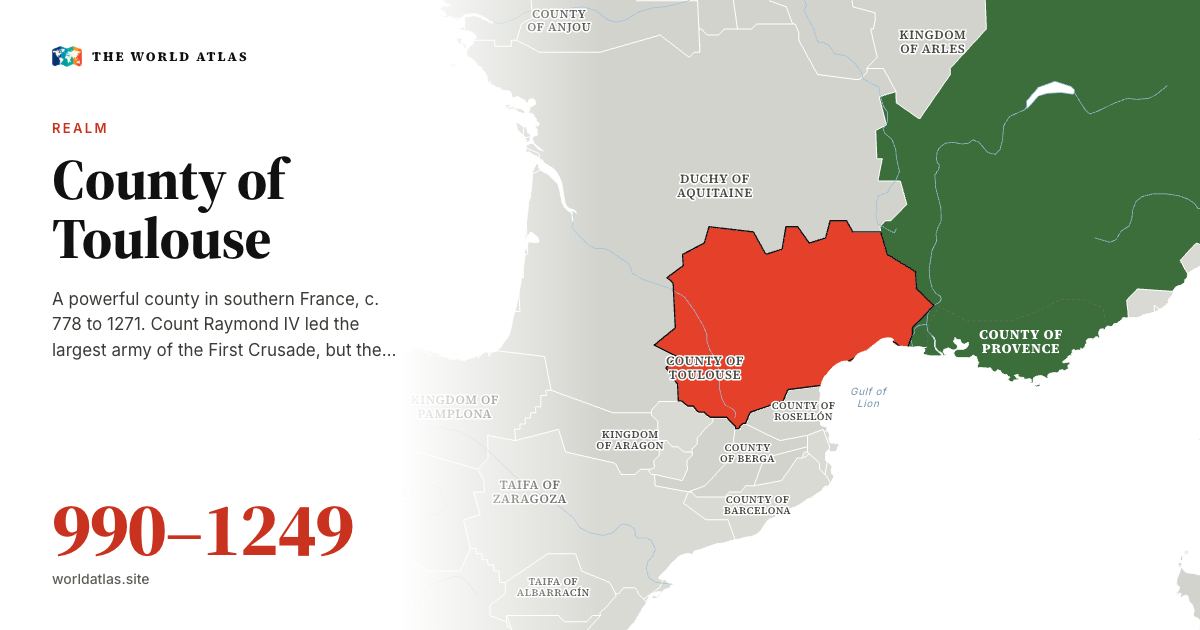 THE WORLD ATLAS
REALM
County of
Toulouse
A powerful county in southern France, c.
778 to 1271. Count Raymond IV led the
largest army of the First Crusade, but the...
990–1249
worldatlas.site
COUNTY
OF ANJOU
KINGDOM
OF ARLES
DUCHY OF
AQUITAINE
COUNTY OF
PROVENCE
COUNTY OF
TOULOUSE
Gulf of
Lion
KINGDOM OF
PAMPLONA
COUNTY OF
ROSELLÓN
KINGDOM
OF ARAGON
COUNTY
OF BERGA
TAIFA OF
ZARAGOZA
COUNTY OF
BARCELONA
TAIFA OF
ALBARRACÍN